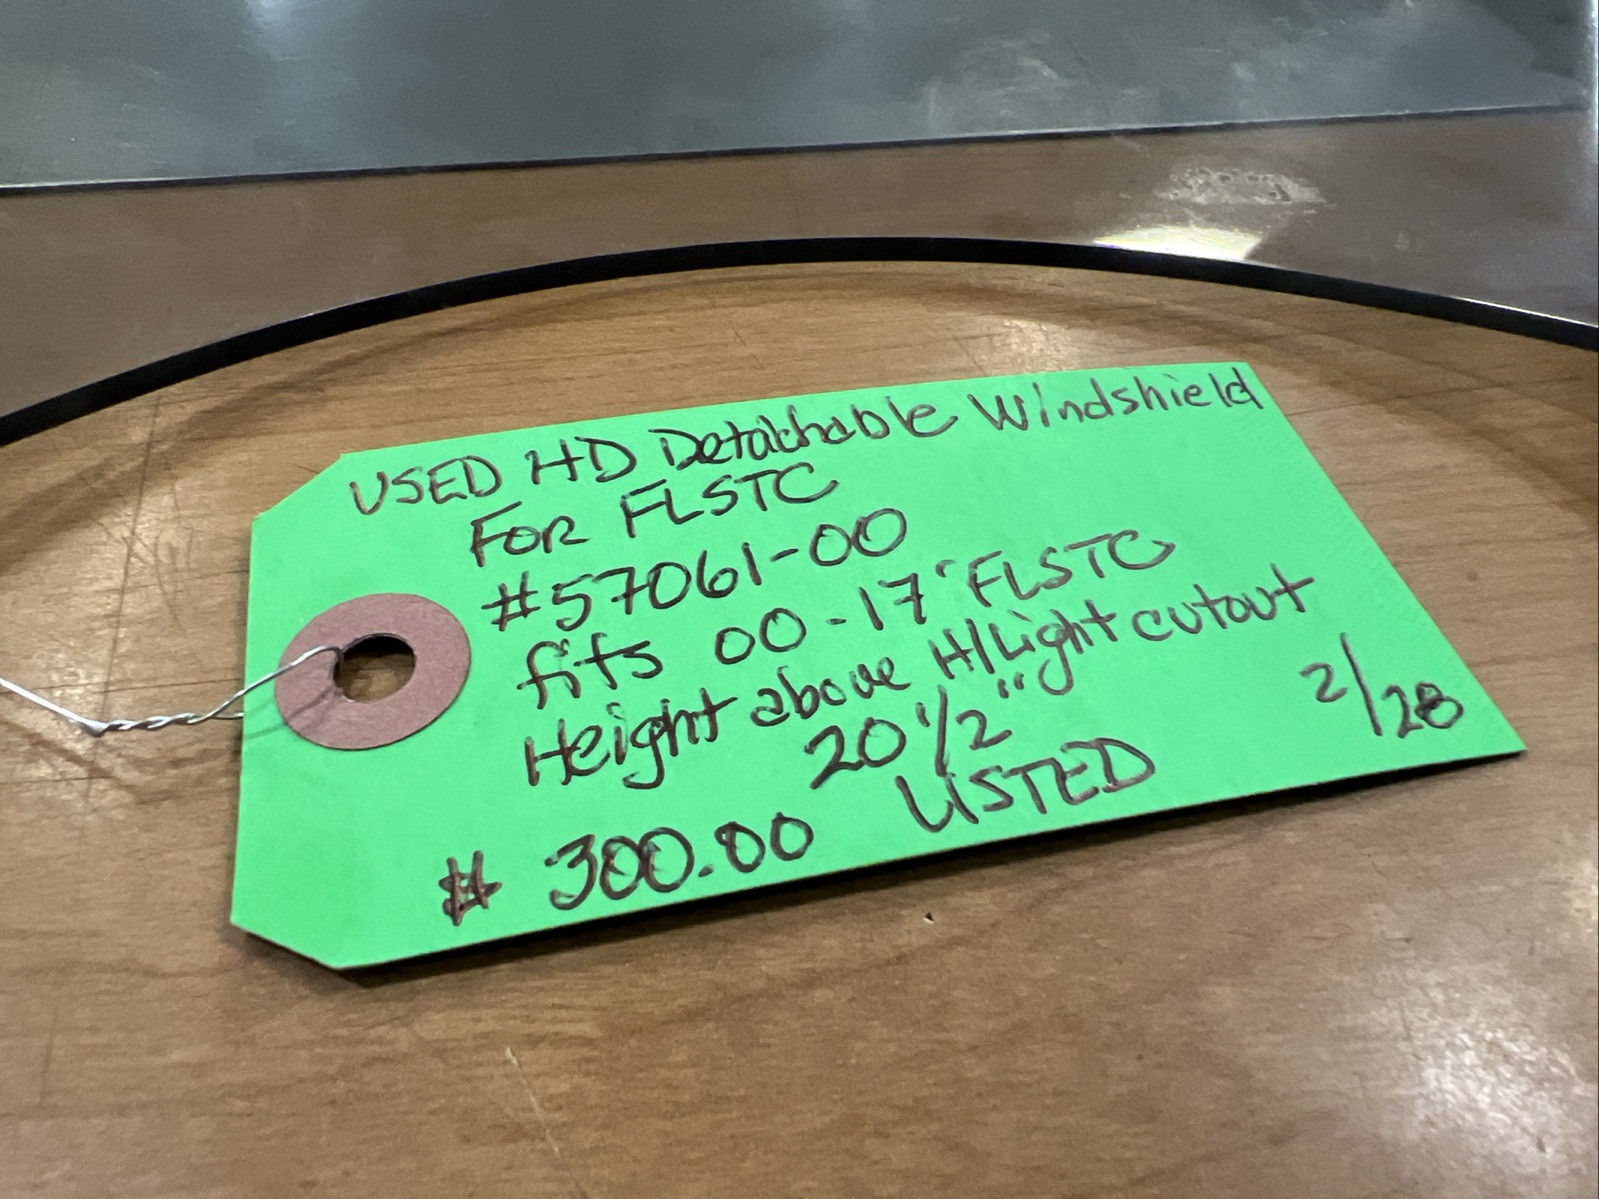 USED HD Detachable Windshield
FOR FLSTC
#57061-00
fits 00-17 FLSTC
Height above H/Light cutout
20 1/2"
2/28
# 300.00 LISTED